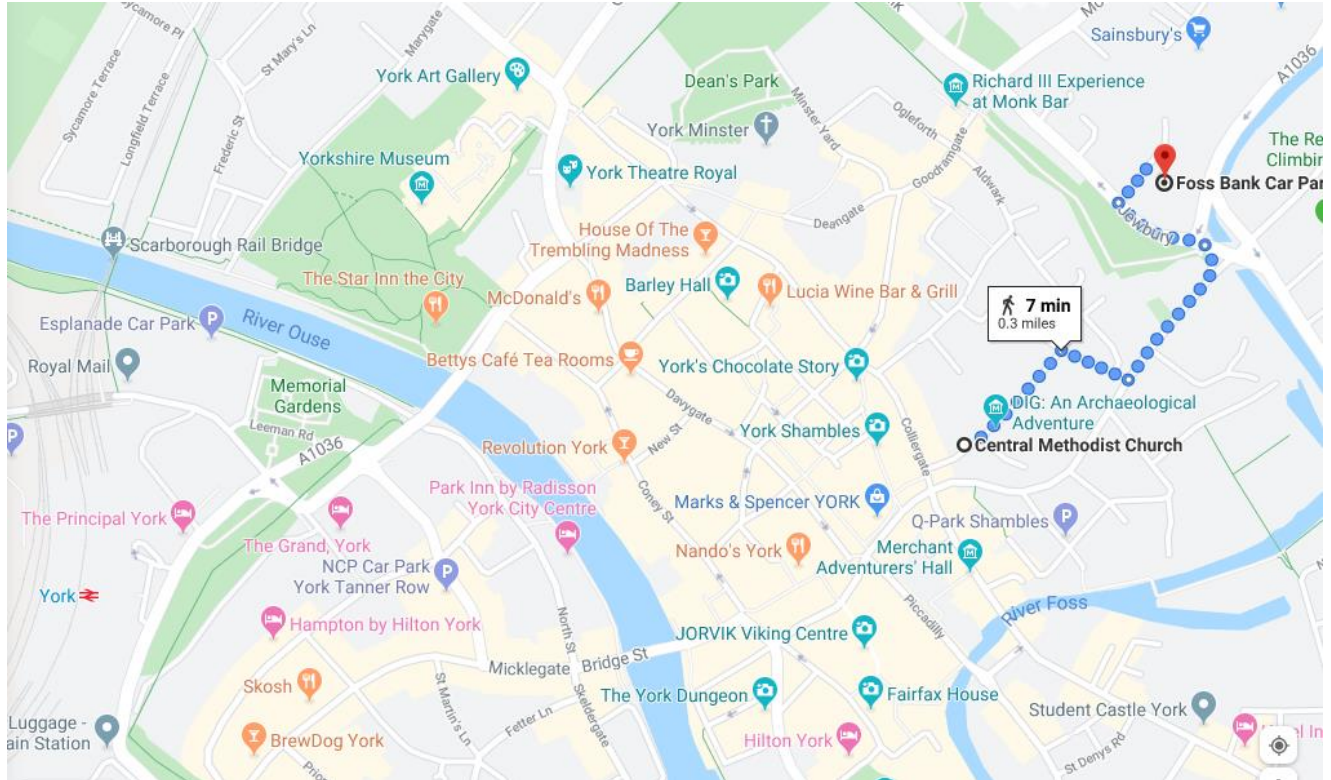 Sycamore Pl
Sycamore Terrace
Longfield Terrace
St Mary's Ln
Frederic St
Marygate
York Art Gallery
Dean's Park
Minster Yard
Ogleforth
Sainsbury's
A1036
Richard III Experience
at Monk Bar
York Minster
Goodramgate
Aldwark
The Re
Climbin
Yorkshire Museum
York Theatre Royal
Foss Bank Car Par
Jewbury
Deangate
House Of The
Trembling Madness
Scarborough Rail Bridge
The Star Inn the City
McDonald's
Barley Hall
Lucia Wine Bar & Grill
7 min
0.3 miles
Esplanade Car Park
River Ouse
Royal Mail
Bettys Café Tea Rooms
York's Chocolate Story
Memorial
Gardens
Leeman Rd
A1036
Davygate
New St
DIG: An Archaeological
Adventure
York Shambles
Colliergate
Central Methodist Church
Revolution York
Coney St
Park Inn by Radisson
York City Centre
Marks & Spencer YORK
Q-Park Shambles
The Principal York
The Grand, York
NCP Car Park
York Tanner Row
Nando's York
Merchant
Adventurers' Hall
York
Hampton by Hilton York
North St
Piccadilly
River Foss
JORVIK Viking Centre
Micklegate
Bridge St
Skosh
St Martin's Ln
Fetter Ln
Skeldergate
The York Dungeon
Fairfax House
Student Castle York
Luggage -
ain Station
BrewDog York
Hilton York
St Denys Rd
el In
P
P
P
P
M
M
M
M